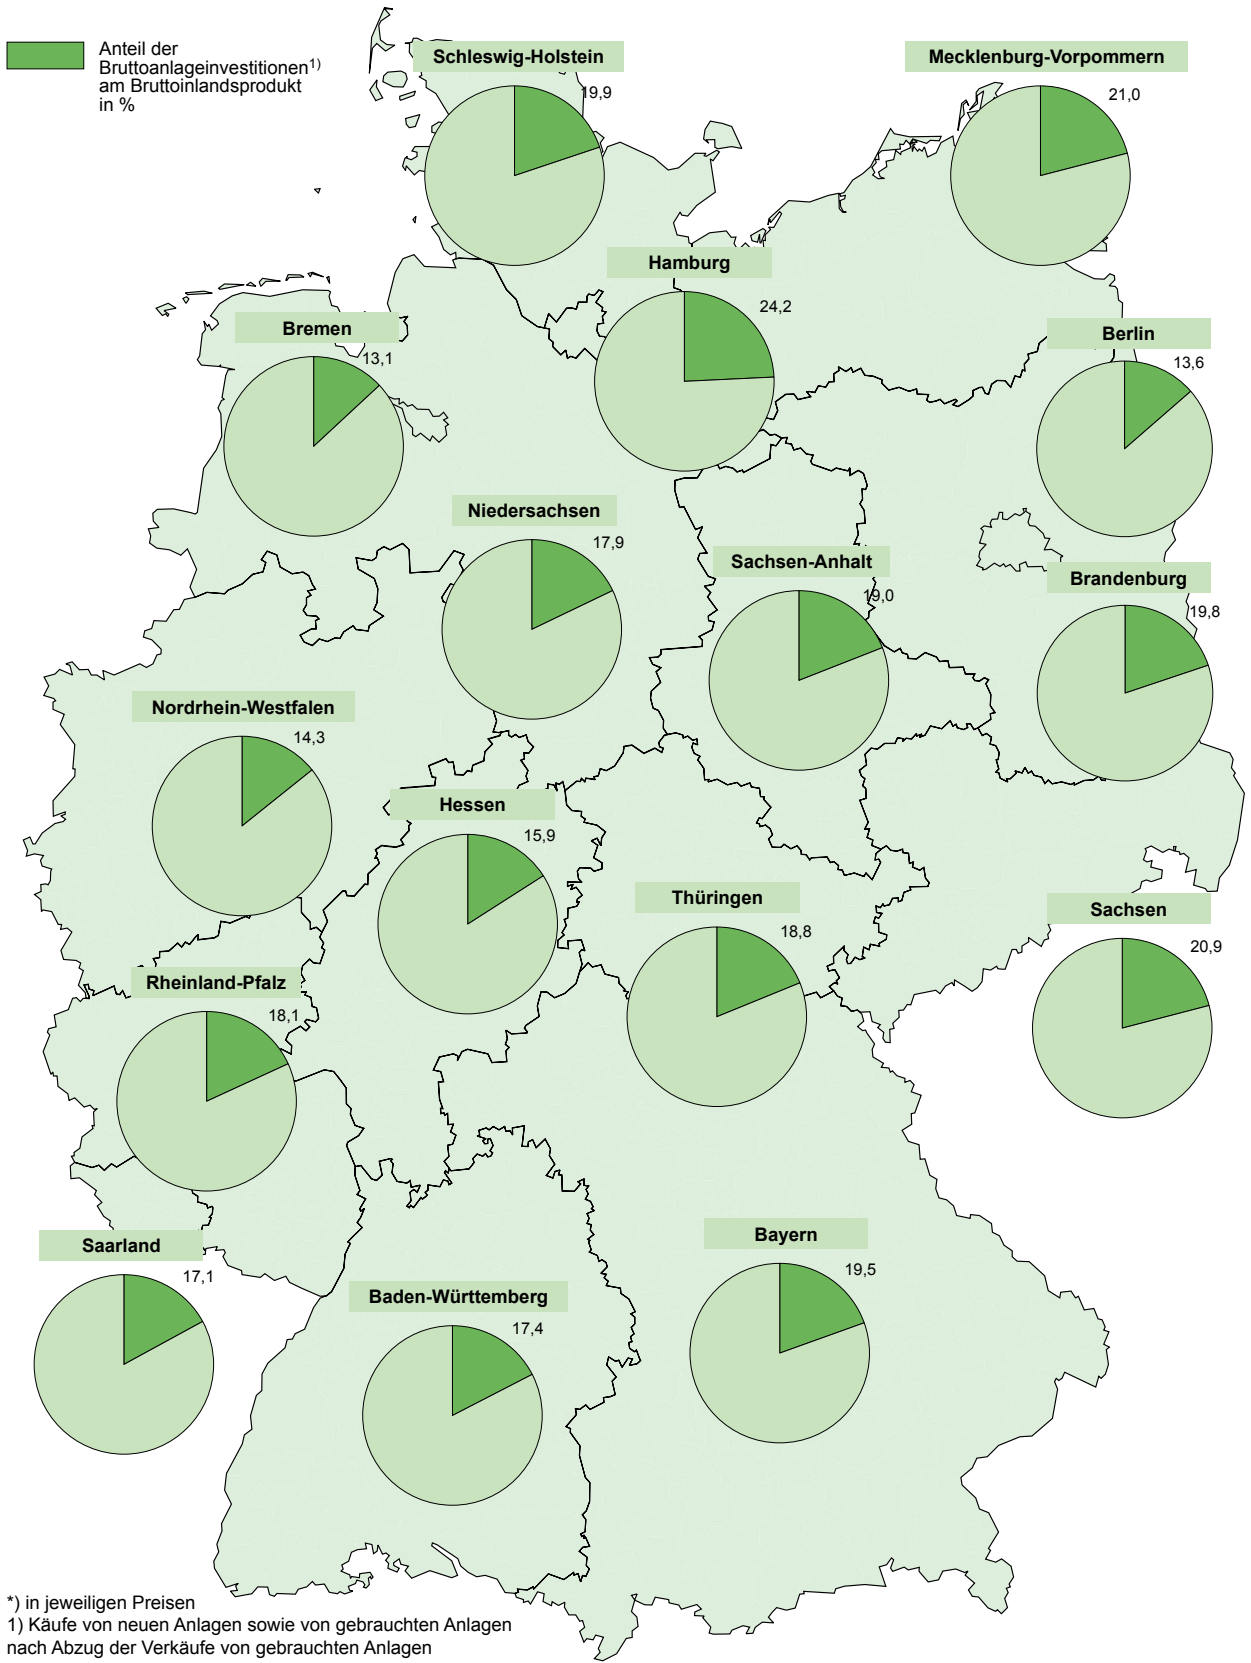 Anteil der
Bruttoanlageinvestitionen1)
am Bruttoinlandsprodukt
in %
Schleswig-Holstein
19,9
Mecklenburg-Vorpommern
21,0
Hamburg
24,2
Bremen
13,1
Berlin
13,6
Niedersachsen
17,9
Sachsen-Anhalt
19,0
Brandenburg
19,8
Nordrhein-Westfalen
14,3
Hessen
15,9
Thüringen
18,8
Sachsen
20,9
Rheinland-Pfalz
18,1
Saarland
17,1
Bayern
19,5
Baden-Württemberg
17,4
*) in jeweiligen Preisen
1) Käufe von neuen Anlagen sowie von gebrauchten Anlagen
nach Abzug der Verkäufe von gebrauchten Anlagen